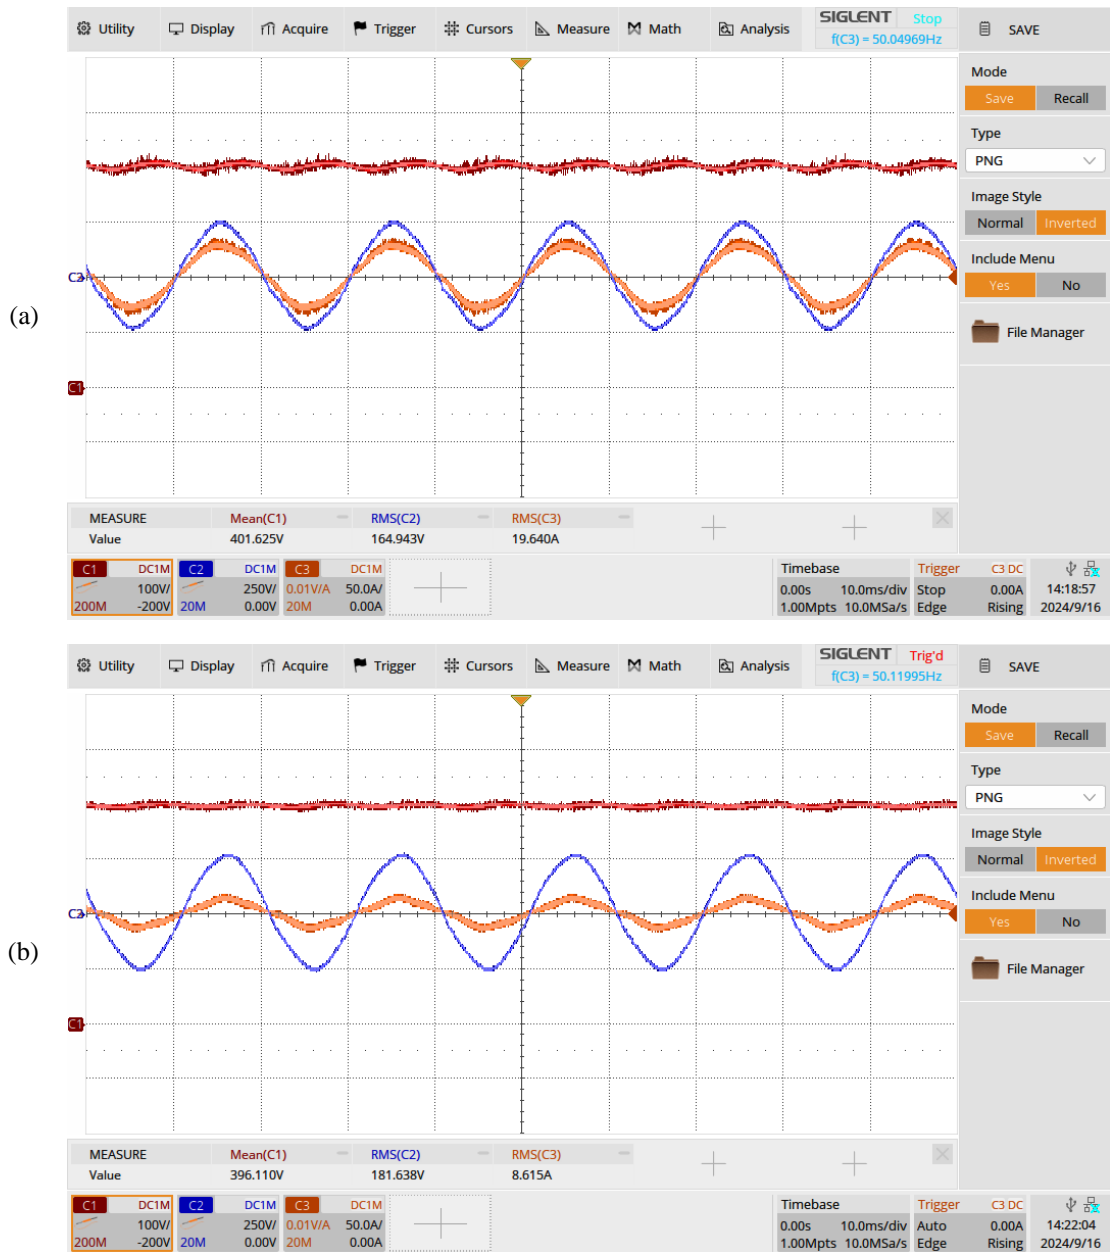 Utility Display Acquire Trigger Cursors Measure Math Analysis SIGLENT Stop
f(C3) = 50.04969Hz
SAVE
Mode
Save Recall
Type
PNG
Image Style
Normal Inverted
Include Menu
Yes No
File Manager
C2
(a)
C1
MEASURE Mean(C1) RMS(C2) RMS(C3)
Value 401.625V 164.943V 19.640A
C1 DC1M C2 DC1M C3 DC1M Timebase Trigger C3 DC
100V/ 250V/ 0.01V/A 50.0A/ 0.00s 10.0ms/div Stop 0.00A 14:18:57
200M -200V 20M 0.00V 20M 0.00A 1.00Mpts 10.0MSa/s Edge Rising 2024/9/16
Utility Display Acquire Trigger Cursors Measure Math Analysis SIGLENT Trig'd
f(C3) = 50.11995Hz
SAVE
Mode
Save Recall
Type
PNG
Image Style
Normal Inverted
Include Menu
Yes No
File Manager
C2
(b)
C1
MEASURE Mean(C1) RMS(C2) RMS(C3)
Value 396.110V 181.638V 8.615A
C1 DC1M C2 DC1M C3 DC1M Timebase Trigger C3 DC
100V/ 250V/ 0.01V/A 50.0A/ 0.00s 10.0ms/div Auto 0.00A 14:22:04
200M -200V 20M 0.00V 20M 0.00A 1.00Mpts 10.0MSa/s Edge Rising 2024/9/16